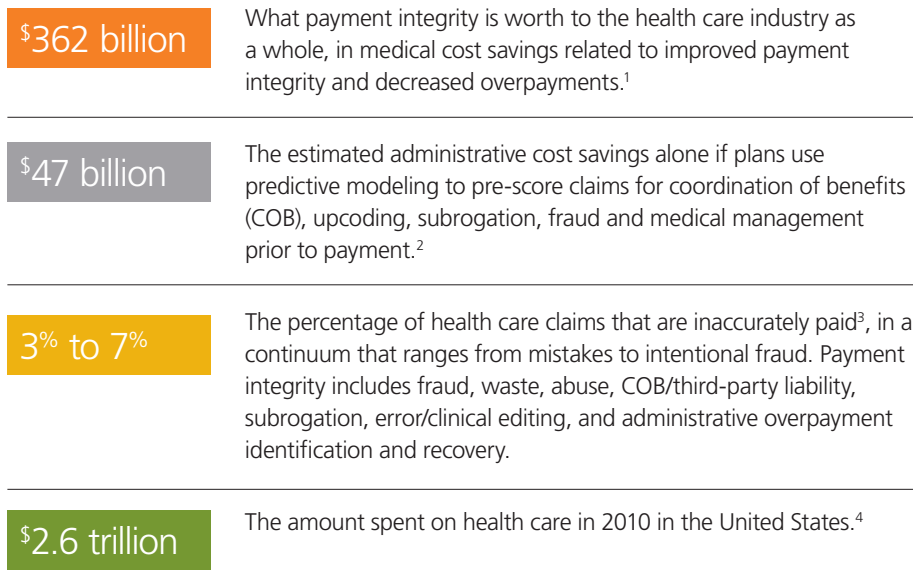 $362 billion
What payment integrity is worth to the health care industry as
a whole, in medical cost savings related to improved payment
integrity and decreased overpayments.1
$47 billion
The estimated administrative cost savings alone if plans use
predictive modeling to pre-score claims for coordination of benefits
(COB), upcoding, subrogation, fraud and medical management
prior to payment.2
3% to 7%
The percentage of health care claims that are inaccurately paid3, in a
continuum that ranges from mistakes to intentional fraud. Payment
integrity includes fraud, waste, abuse, COB/third-party liability,
subrogation, error/clinical editing, and administrative overpayment
identification and recovery.
$2.6 trillion
The amount spent on health care in 2010 in the United States.4